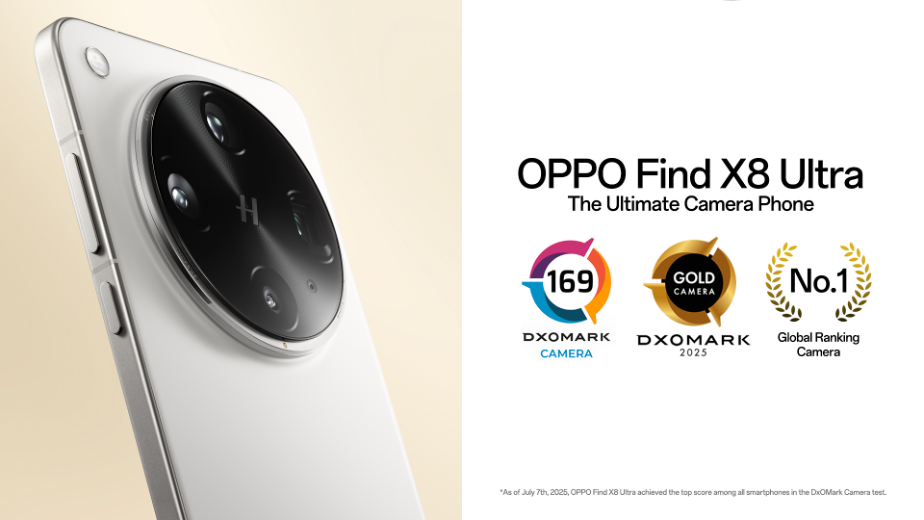 H
OPPO Find X8 Ultra
The Ultimate Camera Phone
169
DXOMARK
CAMERA
GOLD
CAMERA
DXOMARK
2025
No.1
Global Ranking
Camera
*As of July 7th, 2025, OPPO Find X8 Ultra achieved the top score among all smartphones in the DxOMark Camera test.